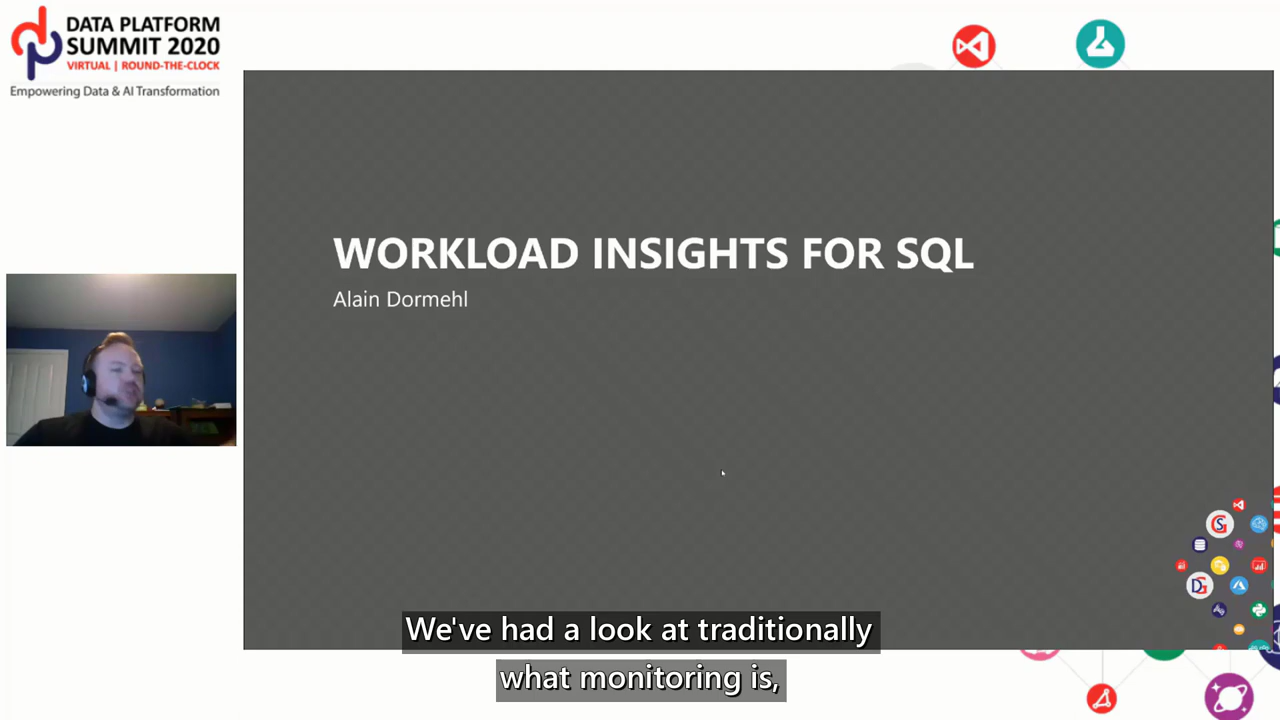 DATA PLATFORM
SUMMIT 2020
VIRTUAL | ROUND-THE-CLOCK
Empowering Data & AI Transformation
WORKLOAD INSIGHTS FOR SQL
Alain Dormehl
We've had a look at traditionally
what monitoring is,